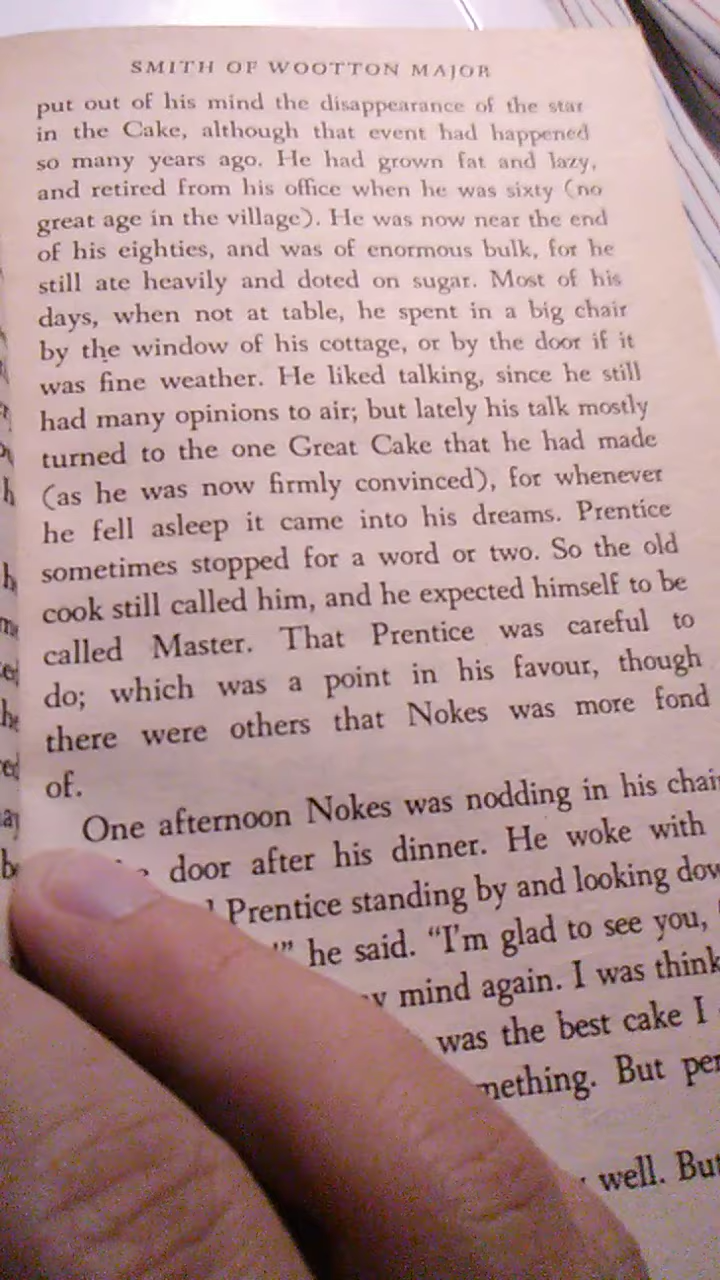 SMITH OF WOOTTON MAJOR
put out of his mind the disappearance of the star
in the Cake, although that event had happened
so many years ago. He had grown fat and lazy,
and retired from his office when he was sixty (no
great age in the village). He was now near the end
of his eighties, and was of enormous bulk, for he
still ate heavily and doted on sugar. Most of his
days, when not at table, he spent in a big chair
by the window of his cottage, or by the door if it
was fine weather. He liked talking, since he still
had many opinions to air; but lately his talk mostly
turned to the one Great Cake that he had made
(as he was now firmly convinced), for whenever
he fell asleep it came into his dreams. Prentice
sometimes stopped for a word or two. So the old
cook still called him, and he expected himself to be
called Master. That Prentice was careful to
do; which was a point in his favour, though
there were others that Nokes was more fond
of.
One afternoon Nokes was nodding in his chair
door after his dinner. He woke with
Prentice standing by and looking
he said. "I'm glad to see you,
mind again. I was
was the best cake I
But
well. But